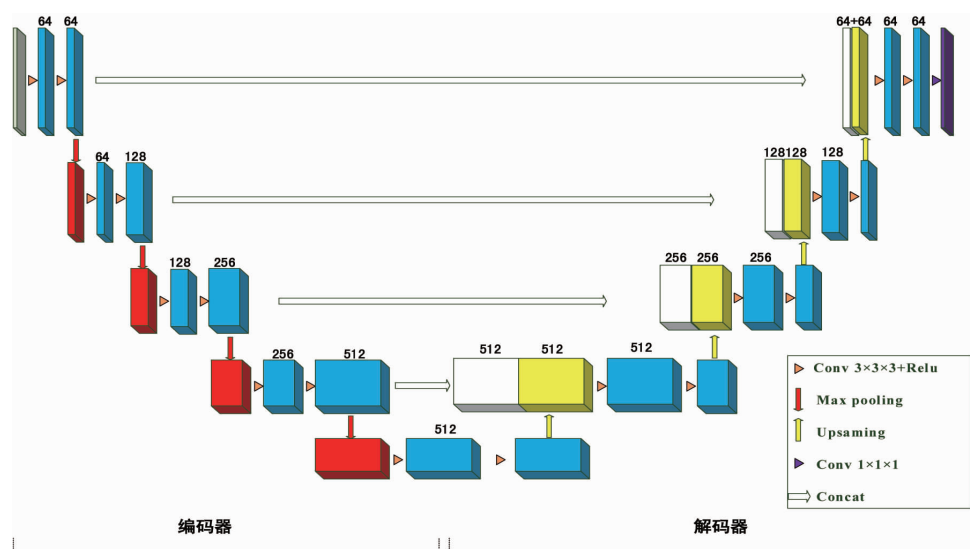 64 64
64+64 64 64
64 128
128 128 128
128 256
256 256 256
256 512
512 512 512
512
Conv 3×3×3+Relu
Max pooling
Upsaming
Conv 1×1×1
Concat
编码器
解码器